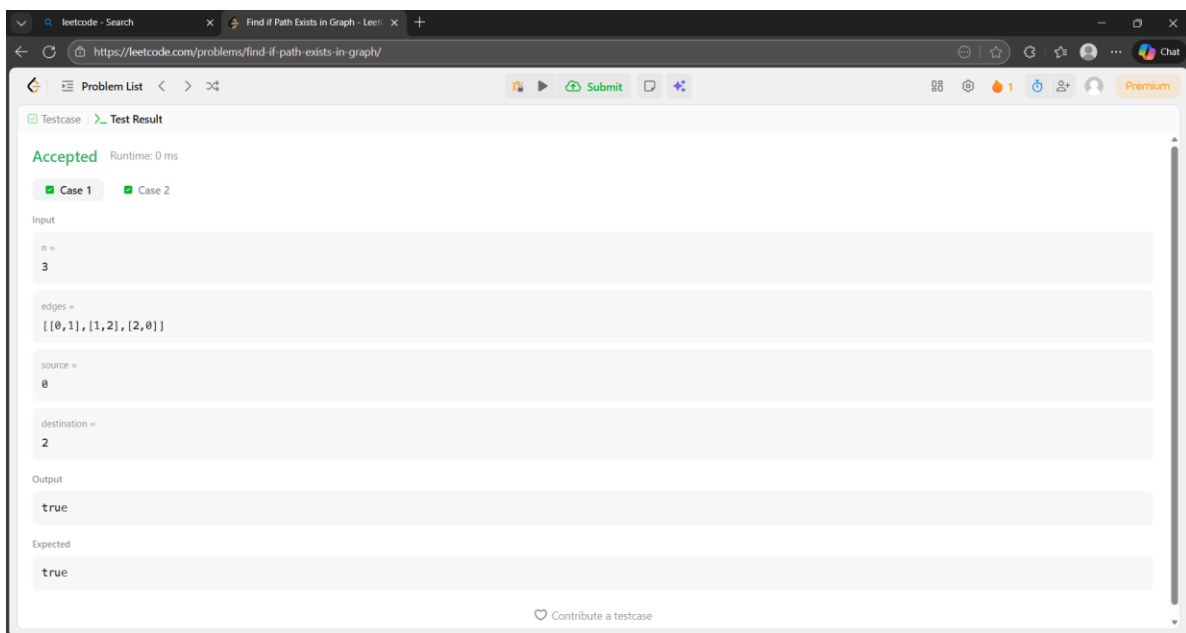 leetcode - Search
Find if Path Exists in Graph - Leet
https://leetcode.com/problems/find-if-path-exists-in-graph/
Chat
Problem List
Submit
1
Premium
Testcase
Test Result
Accepted Runtime: 0 ms
Case 1 Case 2
Input
n =
3
edges =
[[0,1],[1,2],[2,0]]
source =
0
destination =
2
Output
true
Expected
true
Contribute a testcase